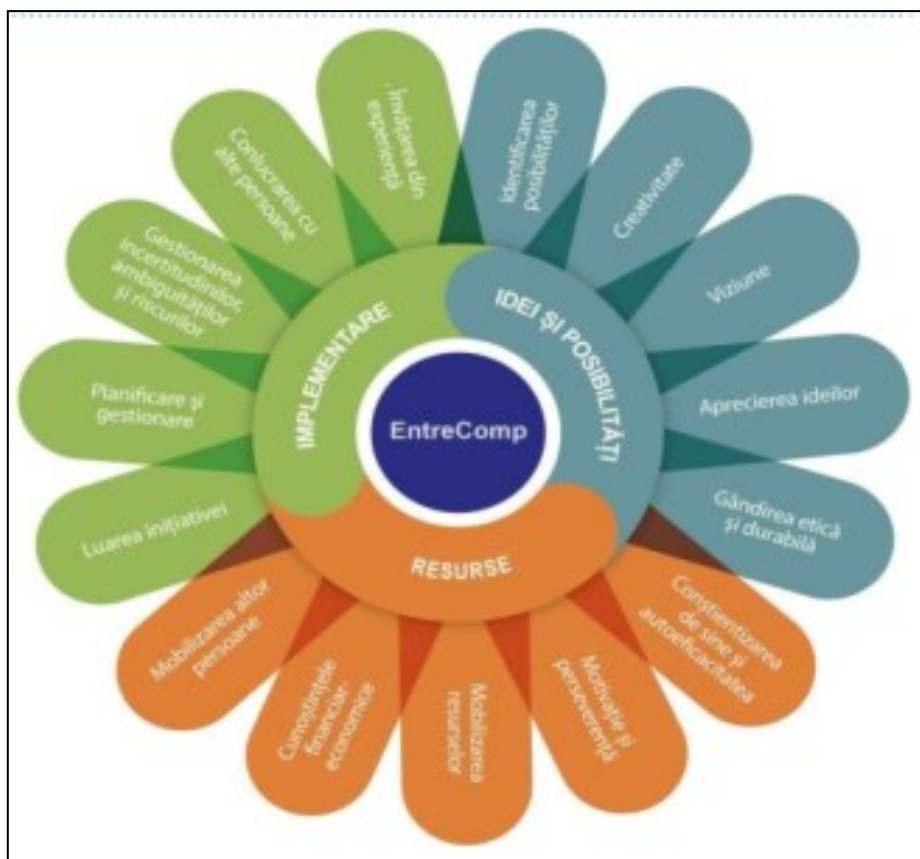 EntreComp
IDEI ȘI POSIBILITĂȚI
Identificarea
posibilităților
Creativitate
Viziune
Aprecierea ideilor
Gândirea etică
și durabilă
RESURSE
Conștientizarea
de sine și
autoeficacitatea
Motivație și
perseverență
Mobilizarea
resurselor
Cunoștințele
financiar-
economice
Mobilizarea altor
persoane
IMPLEMENTARE
Luarea inițiativei
Planificare și
gestionare
Gestionarea
incertitudinilor,
ambiguităților
și riscurilor
Conlucrarea cu
alte persoane
. Învățarea din
experiență